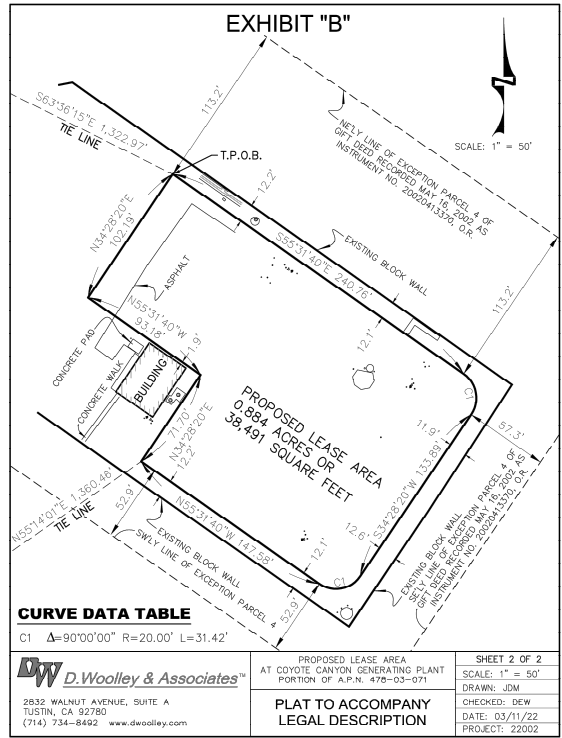 EXHIBIT "B"
113.2'
S63°36'15"E 1,322.97'
TIE LINE
T.P.O.B.
12.2'
NE'LY LINE OF EXCEPTION PARCEL 4 OF
GIFT DEED RECORDED MAY 16, 2002 AS
INSTRUMENT NO. 20020413370, O.R.
SCALE: 1" = 50'
N34°28'20"E
102.19'
S55°31'40"E 240.76'
EXISTING BLOCK WALL
113.2'
ASPHALT
N55°31'40"W
93.18'
11.9'
12.1'
CONCRETE PAD
CONCRETE WALK
BUILDING
PROPOSED LEASE AREA
0.884 ACRES OR
38,491 SQUARE FEET
C1
11.9'
57.3'
71.70'
N34°28'20"E
12.2'
S34°28'20"W 133.89'
N55°14'01"E 1,360.46'
TIE LINE
52.9'
N55°31'40"W 147.58'
EXISTING BLOCK WALL
SWLY LINE OF EXCEPTION PARCEL 4
12.1'
12.6'
C1
52.9'
EXISTING BLOCK WALL
SELY LINE OF EXCEPTION PARCEL 4 OF
GIFT DEED RECORDED MAY 16, 2002 AS
INSTRUMENT NO. 20020413370, O.R.
CURVE DATA TABLE
C1 Δ=90°00'00" R=20.00' L=31.42'
DW D.Woolley & Associates™
2832 WALNUT AVENUE, SUITE A
TUSTIN, CA 92780
(714) 734-8492 www.dwoolley.com
PROPOSED LEASE AREA
AT COYOTE CANYON GENERATING PLANT
PORTION OF A.P.N. 478-03-071
PLAT TO ACCOMPANY
LEGAL DESCRIPTION
SHEET 2 OF 2
SCALE: 1" = 50'
DRAWN: JDM
CHECKED: DEW
DATE: 03/11/22
PROJECT: 22002